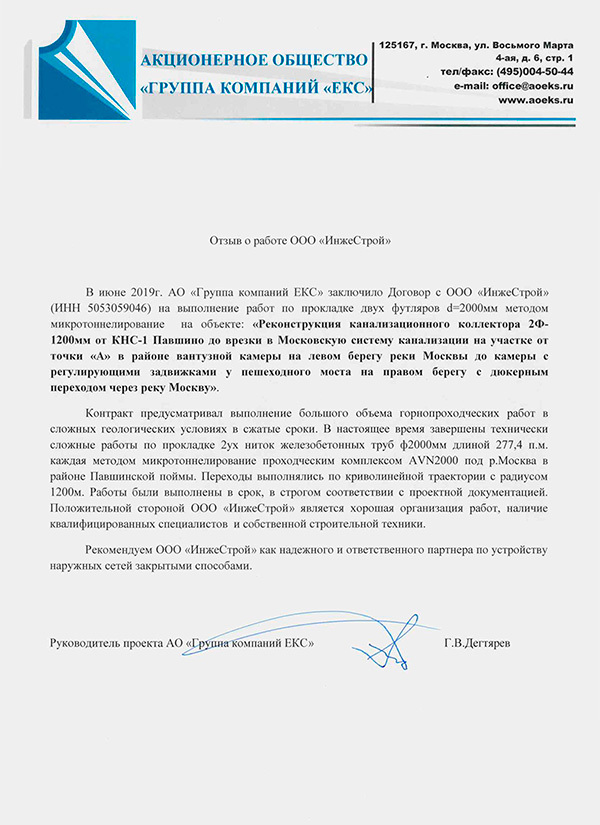 АКЦИОНЕРНОЕ ОБЩЕСТВО
«ГРУППА КОМПАНИЙ «ЕКС»
125167, г. Москва, ул. Восьмого Марта
4-ая, д. 6, стр. 1
тел/факс: (495)004-50-44
e-mail: office@aoeks.ru
www.aoeks.ru
Отзыв о работе ООО «ИнжеСтрой»
В июне 2019г. АО «Группа компаний ЕКС» заключило Договор с ООО «ИнжеСтрой»
(ИНН 5053059046) на выполнение работ по прокладке двух футляров d=2000мм методом
микротоннелирование на объекте: «Реконструкция канализационного коллектора 2Ф-
1200мм от КНС-1 Павшино до врезки в Московскую систему канализации на участке от
точки «А» в районе вантузной камеры на левом берегу реки Москвы до камеры с
регулирующими задвижками у пешеходного моста на правом берегу с дюкерным
переходом через реку Москву».
Контракт предусматривал выполнение большого объема горнопроходческих работ в
сложных геологических условиях в сжатые сроки. В настоящее время завершены технически
сложные работы по прокладке 2ух ниток железобетонных труб ф2000мм длиной 277,4 п.м.
каждая методом микротоннелирование проходческим комплексом AVN2000 под р.Москва в
районе Павшинской поймы. Переходы выполнялись по криволинейной траектории с радиусом
1200м. Работы были выполнены в срок, в строгом соответствии с проектной документацией.
Положительной стороной ООО «ИнжеСтрой» является хорошая организация работ, наличие
квалифицированных специалистов и собственной строительной техники.
Рекомендуем ООО «ИнжеСтрой» как надежного и ответственного партнера по устройству
наружных сетей закрытыми способами.
Руководитель проекта АО «Группа компаний ЕКС» Г.В.Дегтярев